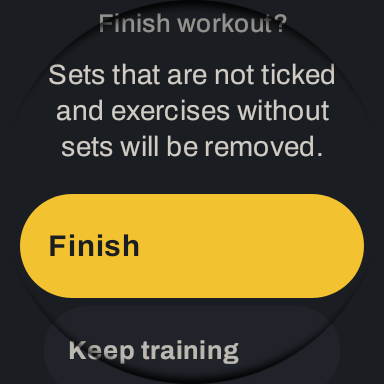 Finish workout?
Sets that are not ticked
and exercises without
sets will be removed.
Finish
Keep training